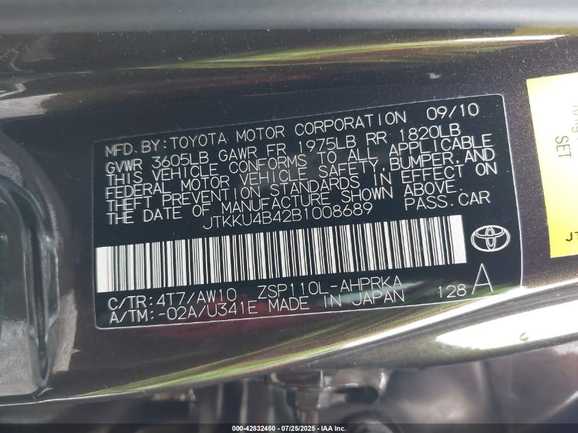 MFD.BY:TOYOTA MOTOR CORPORATION 09/10
GVWR 3605LB GAWR FR 1975LB RR 1820LB
THIS VEHICLE CONFORMS TO ALL APPLICABLE
FEDERAL MOTOR VEHICLE SAFETY,BUMPER,AND
THEFT PREVENTION STANDARDS IN EFFECT ON
THE DATE OF MANUFACTURE SHOWN ABOVE.
JTKKU4B42B1008689 PASS.CAR
C/TR:4T7/AW10 ZSP110L-AHPRKA
A/TM:-02A/U341E MADE IN JAPAN 128 A
SET
JT
000-42832460 - 07/25/2025 - IAA Inc.